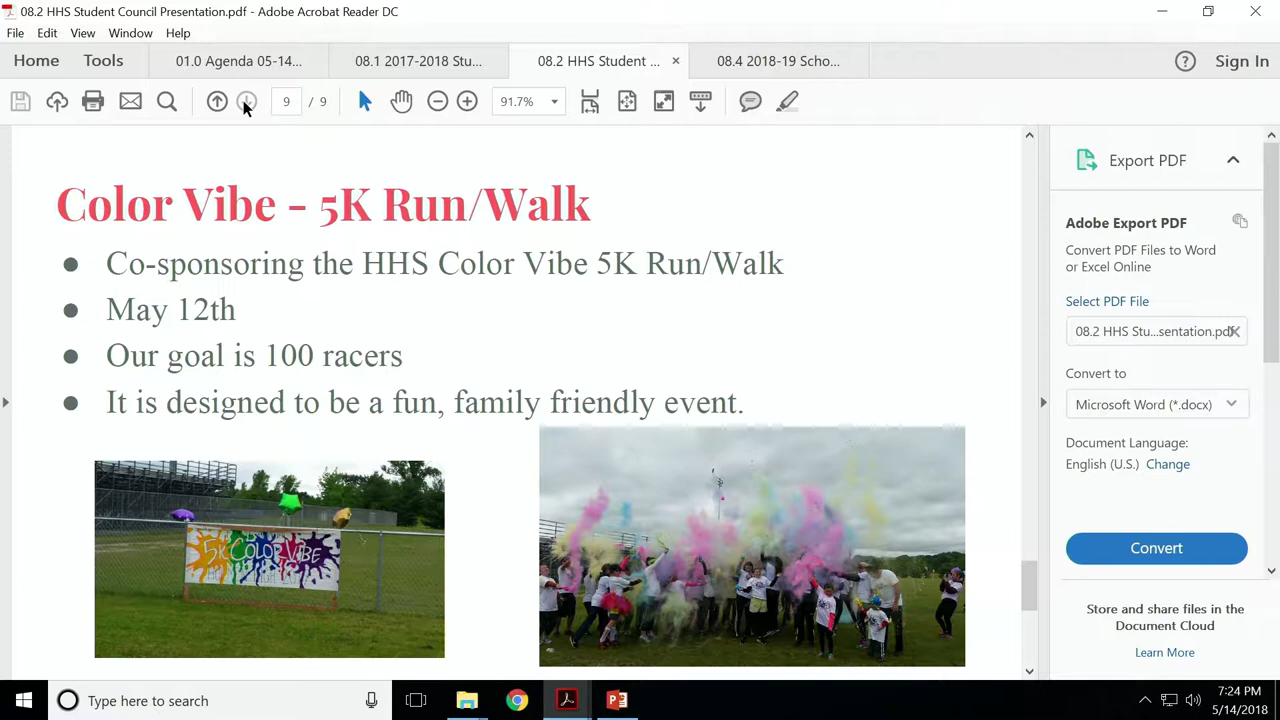 08.2 HHS Student Council Presentation.pdf - Adobe Acrobat Reader DC
File Edit View Window Help
Home Tools 01.0 Agenda 05-14... 08.1 2017-2018 Stu... 08.2 HHS Student ... × 08.4 2018-19 Scho... Sign In
9 / 9 91.7%
Export PDF
Color Vibe - 5K Run/Walk
Adobe Export PDF
Convert PDF Files to Word
or Excel Online
● Co-sponsoring the HHS Color Vibe 5K Run/Walk
● May 12th
● Our goal is 100 racers
● It is designed to be a fun, family friendly event.
Select PDF File
08.2 HHS Stu...sentation.pdf
Convert to
Microsoft Word (*.docx)
Document Language:
English (U.S.) Change
5K COLOR VIBE
Convert
Store and share files in the
Document Cloud
Learn More
Type here to search
7:24 PM
5/14/2018